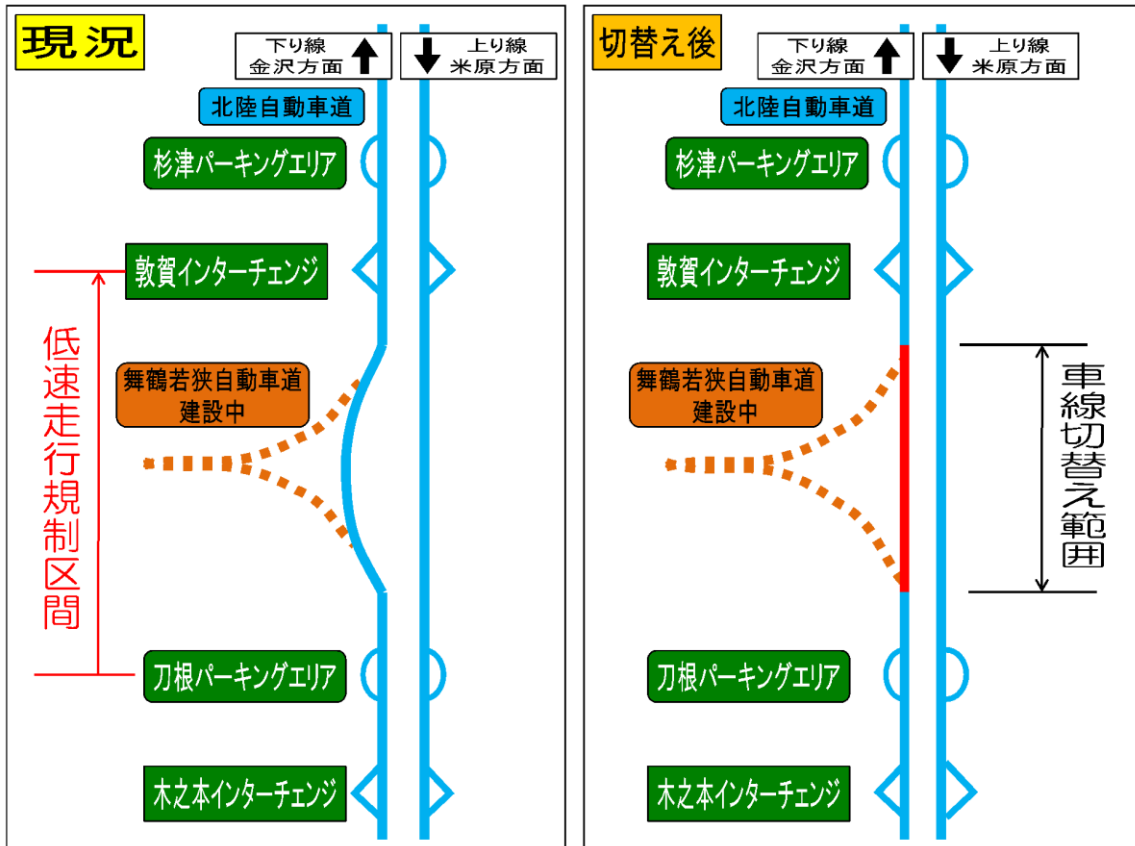 現況
下り線
金沢方面
上り線
米原方面
北陸自動車道
杉津パーキングエリア
敦賀インターチェンジ
低速走行規制区間
舞鶴若狭自動車道
建設中
刀根パーキングエリア
木之本インターチェンジ
切替え後
下り線
金沢方面
上り線
米原方面
北陸自動車道
杉津パーキングエリア
敦賀インターチェンジ
舞鶴若狭自動車道
建設中
車線切替え範囲
刀根パーキングエリア
木之本インターチェンジ